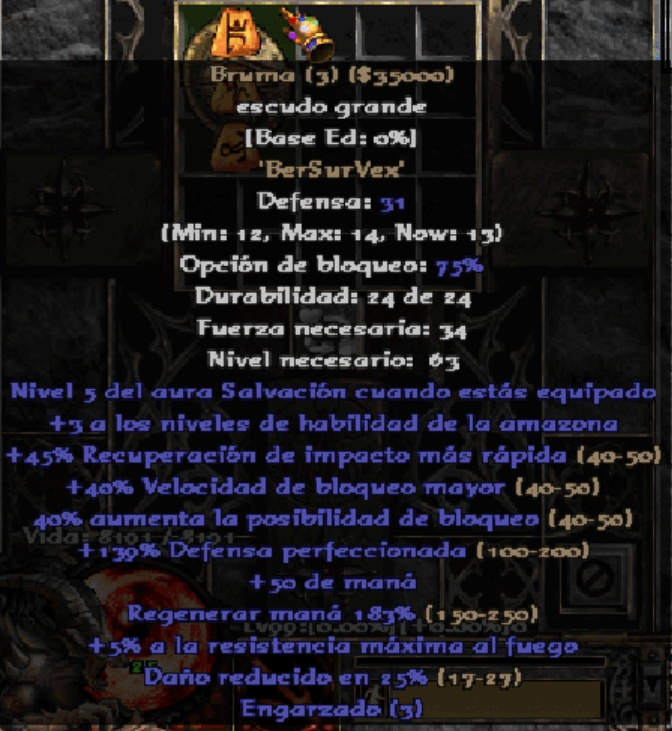 Bruma (3) ($35000)
escudo grande
[Base Ed: 0%]
'BerSurVex'
Defensa: 31
(Min: 12, Max: 14, Now: 13)
Opción de bloqueo: 75%
Durabilidad: 24 de 24
Fuerza necesaria: 34
Nivel necesario: 63
Nivel 5 del aura Salvación cuando estás equipado
+3 a los niveles de habilidad de la amazona
+45% Recuperación de impacto más rápida (40-50)
+40% Velocidad de bloqueo mayor (40-50)
40% aumenta la posibilidad de bloqueo (40-50)
Vida: 8191 / 8191
+139% Defensa perfeccionada (100-200)
+50 de maná
Regenerar maná 183% (150-250)
+5% a la resistencia máxima al fuego
Daño reducido en 25% (17-27)
Engarzado (3)